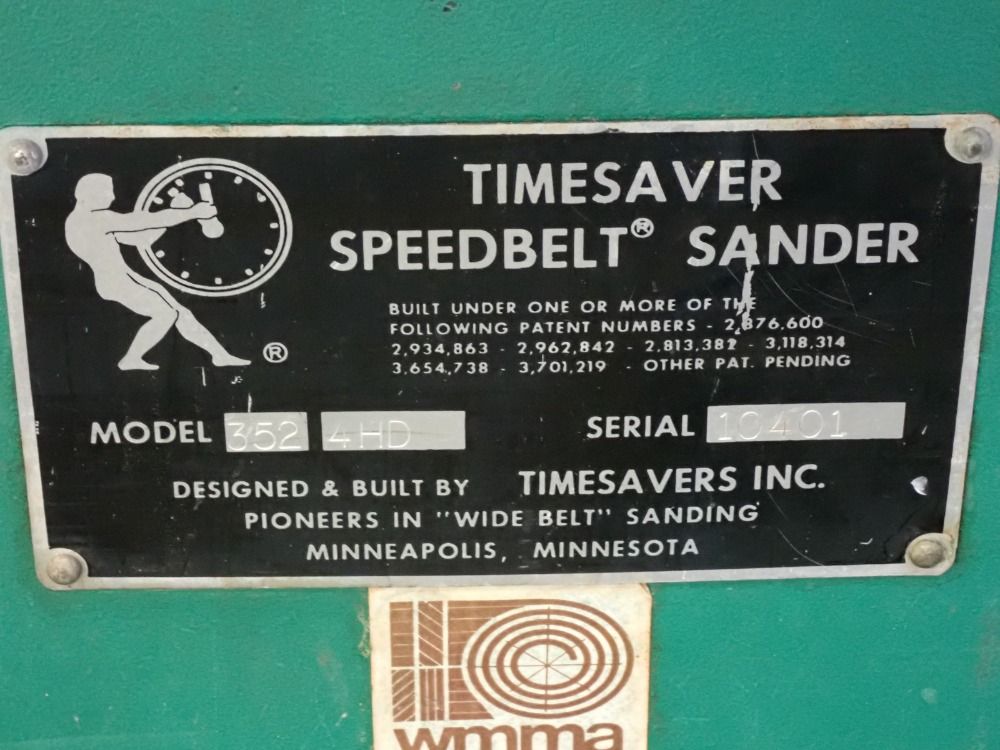 TIMESAVER
SPEEDBELT® SANDER
BUILT UNDER ONE OR MORE OF THE
FOLLOWING PATENT NUMBERS - 2,876,600
2,934,863 - 2,962,842 - 2,813,382 - 3,118,314
3,654,738 - 3,701,219 - OTHER PAT. PENDING
®
MODEL 352 4HD SERIAL 10401
DESIGNED & BUILT BY TIMESAVERS INC.
PIONEERS IN "WIDE BELT" SANDING
MINNEAPOLIS, MINNESOTA
wmma